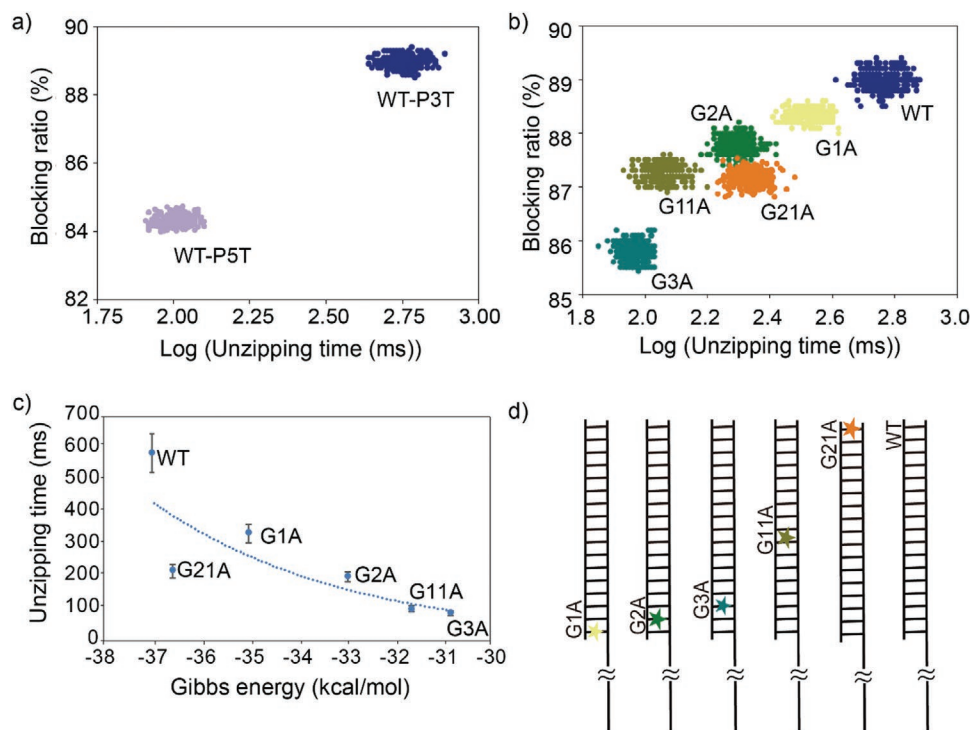 a)
Blocking ratio (%)
90
88
86
84
82
WT-P3T
WT-P5T
1.75 2.00 2.25 2.50 2.75 3.00
Log (Unzipping time (ms))
b)
Blocking ratio (%)
90
89
88
87
86
85
WT
G1A
G2A
G11A
G21A
G3A
1.8 2.0 2.2 2.4 2.6 2.8 3.0
Log (Unzipping time (ms))
c)
Unzipping time (ms)
700
600
500
400
300
200
100
0
WT
G1A
G21A
G2A
G11A
G3A
-38 -37 -36 -35 -34 -33 -32 -31 -30
Gibbs energy (kcal/mol)
d)
G1A
G2A
G3A
G11A
G21A
WT